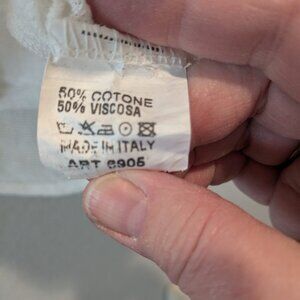 50% COTONE
50% VISCOSA
MADE IN ITALY
ART 6905